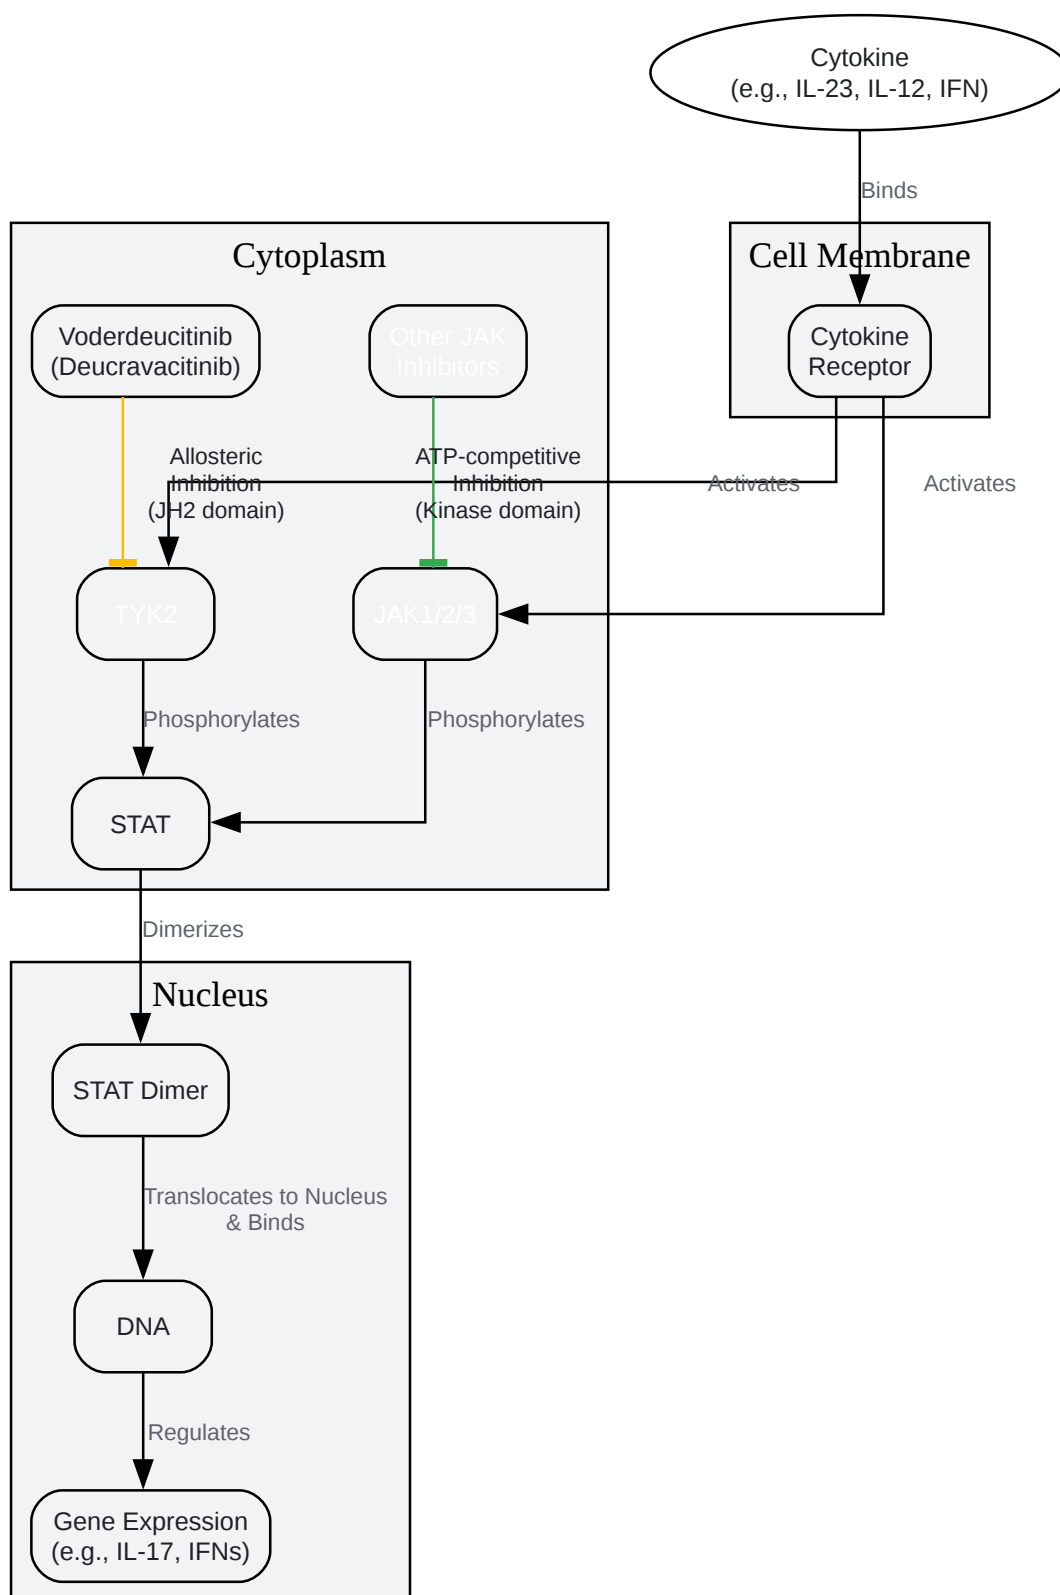 Cytokine
(e.g., IL-23, IL-12, IFN)
Binds
Cytoplasm
Cell Membrane
Voderdeucitinib
(Deucravacitinib)
Other JAK
Inhibitors
Cytokine
Receptor
Allosteric
Inhibition
(JH2 domain)
ATP-competitive
Inhibition
(Kinase domain)
Activates
Activates
TYK2
JAK1/2/3
Phosphorylates
Phosphorylates
STAT
Dimerizes
Nucleus
STAT Dimer
Translocates to Nucleus
& Binds
DNA
Regulates
Gene Expression
(e.g., IL-17, IFNs)